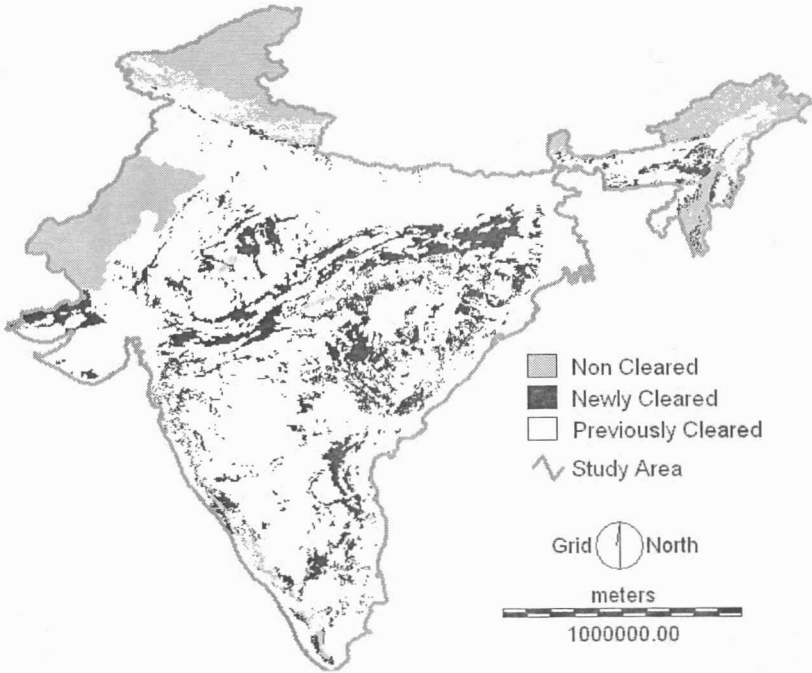 Non Cleared
Newly Cleared
Previously Cleared
Study Area
Grid North
meters
1000000.00